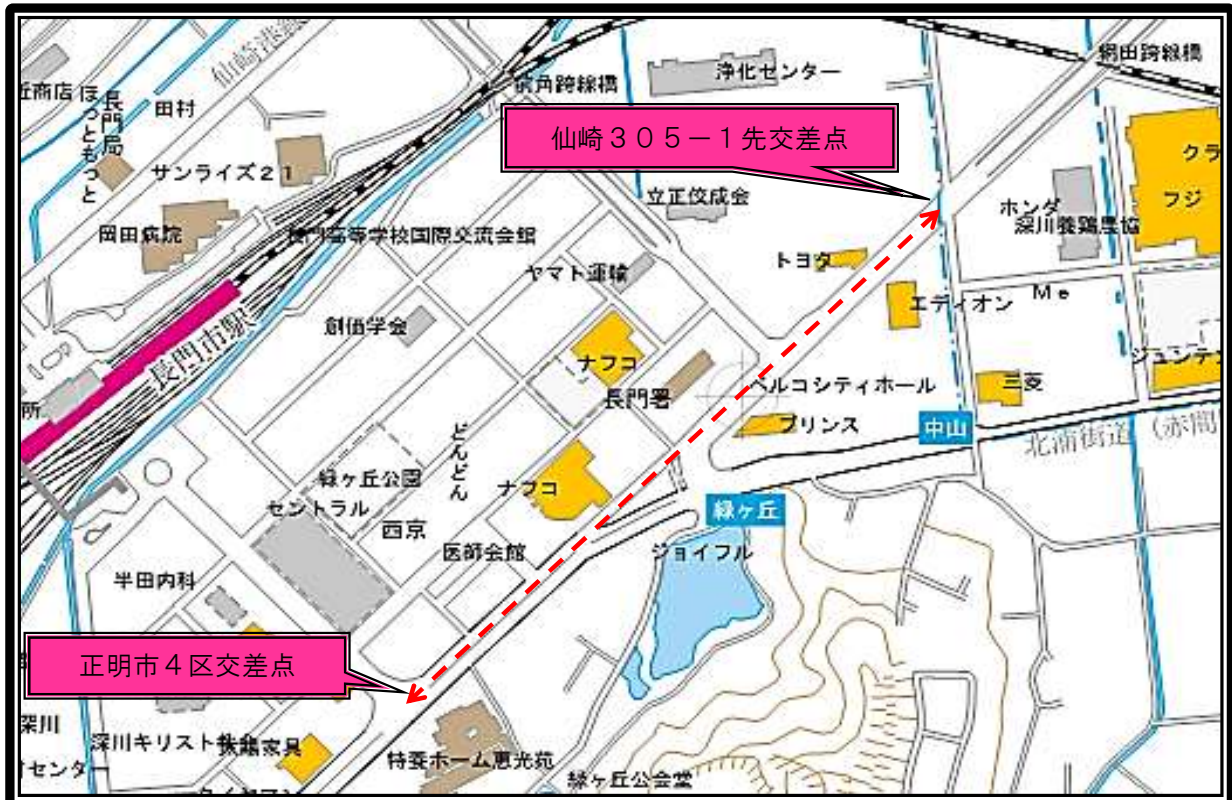 仙崎港線
網田跨線橋
浄化センター
近商店
ほっともっと
長門局
田村
角跨線橋
クラ
仙崎３０５－１先交差点
サンライズ21
フジ
立正佼成会
ホンダ
深川養鶏農協
岡田病院
長門高等学校国際交流会館
トヨタ
ヤマト運輸
エディオン
Me
創価学会
長門市駅
ナフコ
ジュンテン
長門署
ベルコシティホール
三菱
所
プリンス
中山
北浦街道（赤間
どんどん
緑ヶ丘公園
ナフコ
セントラル
緑ヶ丘
西京
医師会館
ジョイフル
半田内科
正明市４区交差点
深川
深川キリスト
家具
特養ホーム恵光苑
センター
緑ヶ丘公会堂